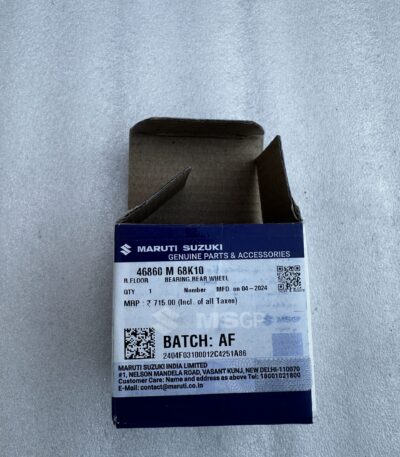 MARUTI SUZUKI
GENUINE PARTS & ACCESSORIES
46860 M 68K10
R.FLOOR BEARING,REAR WHEEL
QTY 1 Number MFD. on 04-2024
MRP : ₹ 715.00 (Incl. of all Taxes)
MSGP
BATCH: AF
2404F03100012C4251A86
MARUTI SUZUKI INDIA LIMITED
#1, NELSON MANDELA ROAD, VASANT KUNJ, NEW DELHI-110070
Customer Care: Name and address as above Tel: 18001021800
E-Mail: contact@maruti.co.in